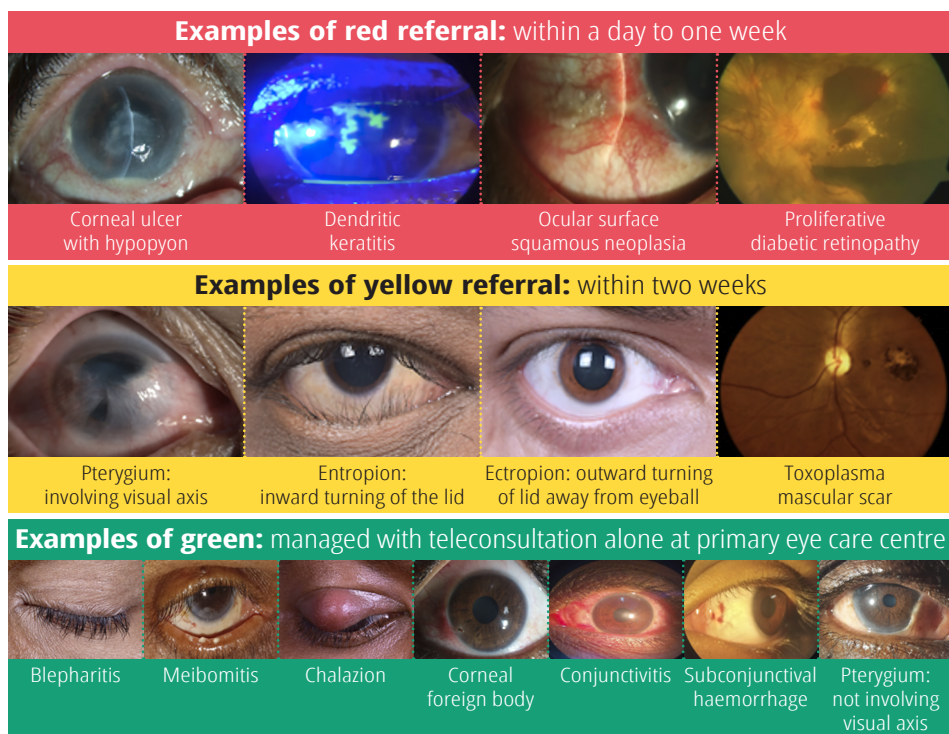 Examples of red referral: within a day to one week
Corneal ulcer
with hypopyon
Dendritic
keratitis
Ocular surface
squamous neoplasia
Proliferative
diabetic retinopathy
Examples of yellow referral: within two weeks
Pterygium:
involving visual axis
Entropion:
inward turning of the lid
Ectropion: outward turning
of lid away from eyeball
Toxoplasma
mascular scar
Examples of green: managed with teleconsultation alone at primary eye care centre
Blepharitis
Meibomitis
Chalazion
Corneal
foreign body
Conjunctivitis
Subconjunctival
haemorrhage
Pterygium:
not involving
visual axis